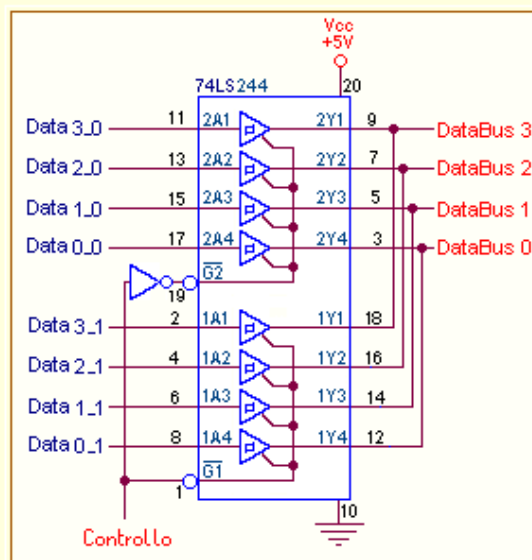 Vcc
+5V
74LS244
20
Data 3_0 11 2A1 2Y1 9 DataBus 3
Data 2_0 13 2A2 2Y2 7 DataBus 2
Data 1_0 15 2A3 2Y3 5 DataBus 1
Data 0_0 17 2A4 2Y4 3 DataBus 0
19 G2
Data 3_1 2 1A1 1Y1 18
Data 2_1 4 1A2 1Y2 16
Data 1_1 6 1A3 1Y3 14
Data 0_1 8 1A4 1Y4 12
1 G1
10
Controllo